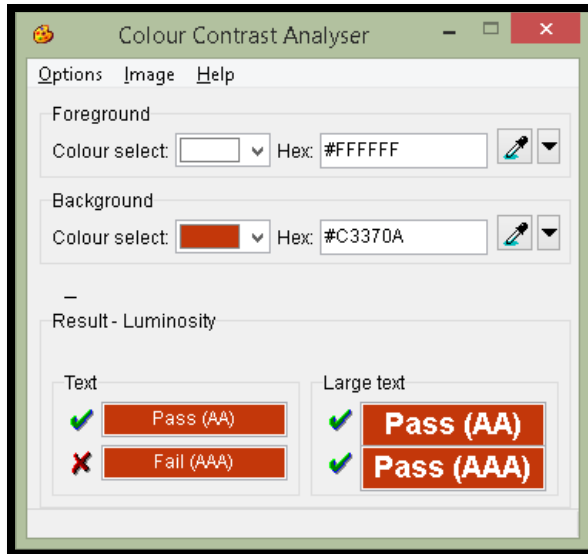 Colour Contrast Analyser
Options Image Help
Foreground
Colour select: Hex: #FFFFFF
Background
Colour select: Hex: #C3370A
Result - Luminosity
Text
Pass (AA)
Fail (AAA)
Large text
Pass (AA)
Pass (AAA)